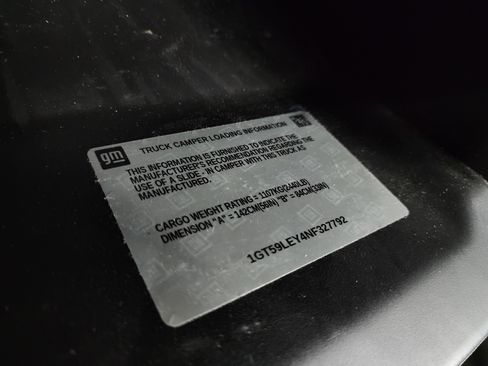 gm TRUCK CAMPER LOADING INFORMATION
THIS INFORMATION IS FURNISHED TO INDICATE THE
MANUFACTURER'S RECOMMENDATION REGARDING THE
USE OF A SLIDE - IN CAMPER WITH THIS TRUCK AS
MANUFACTURED.
CARGO WEIGHT RATING = 1107KG(2440LB)
DIMENSION "A" = 142CM(56IN) "B" = 84CM(33IN)
1GT59LEY4NF327792